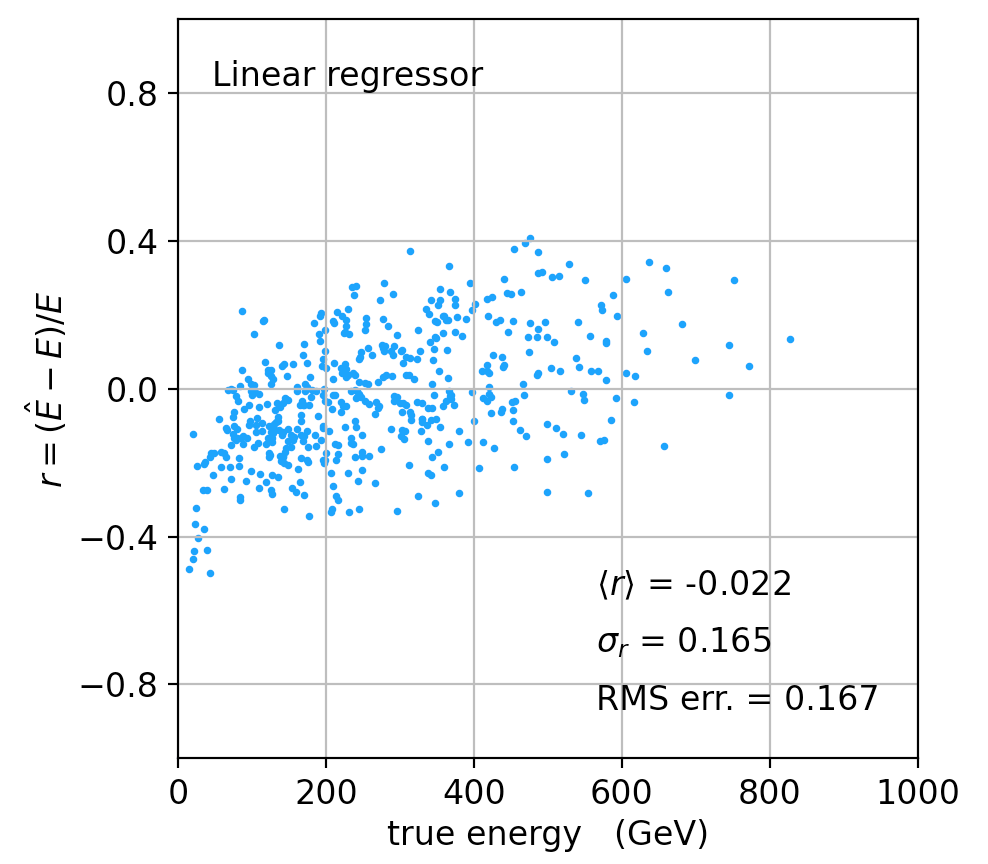 Linear regressor
0.8
0.4
0.0
−0.4
−0.8
r = (Ê − E)/E
⟨r⟩ = -0.022
σᵣ = 0.165
RMS err. = 0.167
0 200 400 600 800 1000
true energy (GeV)